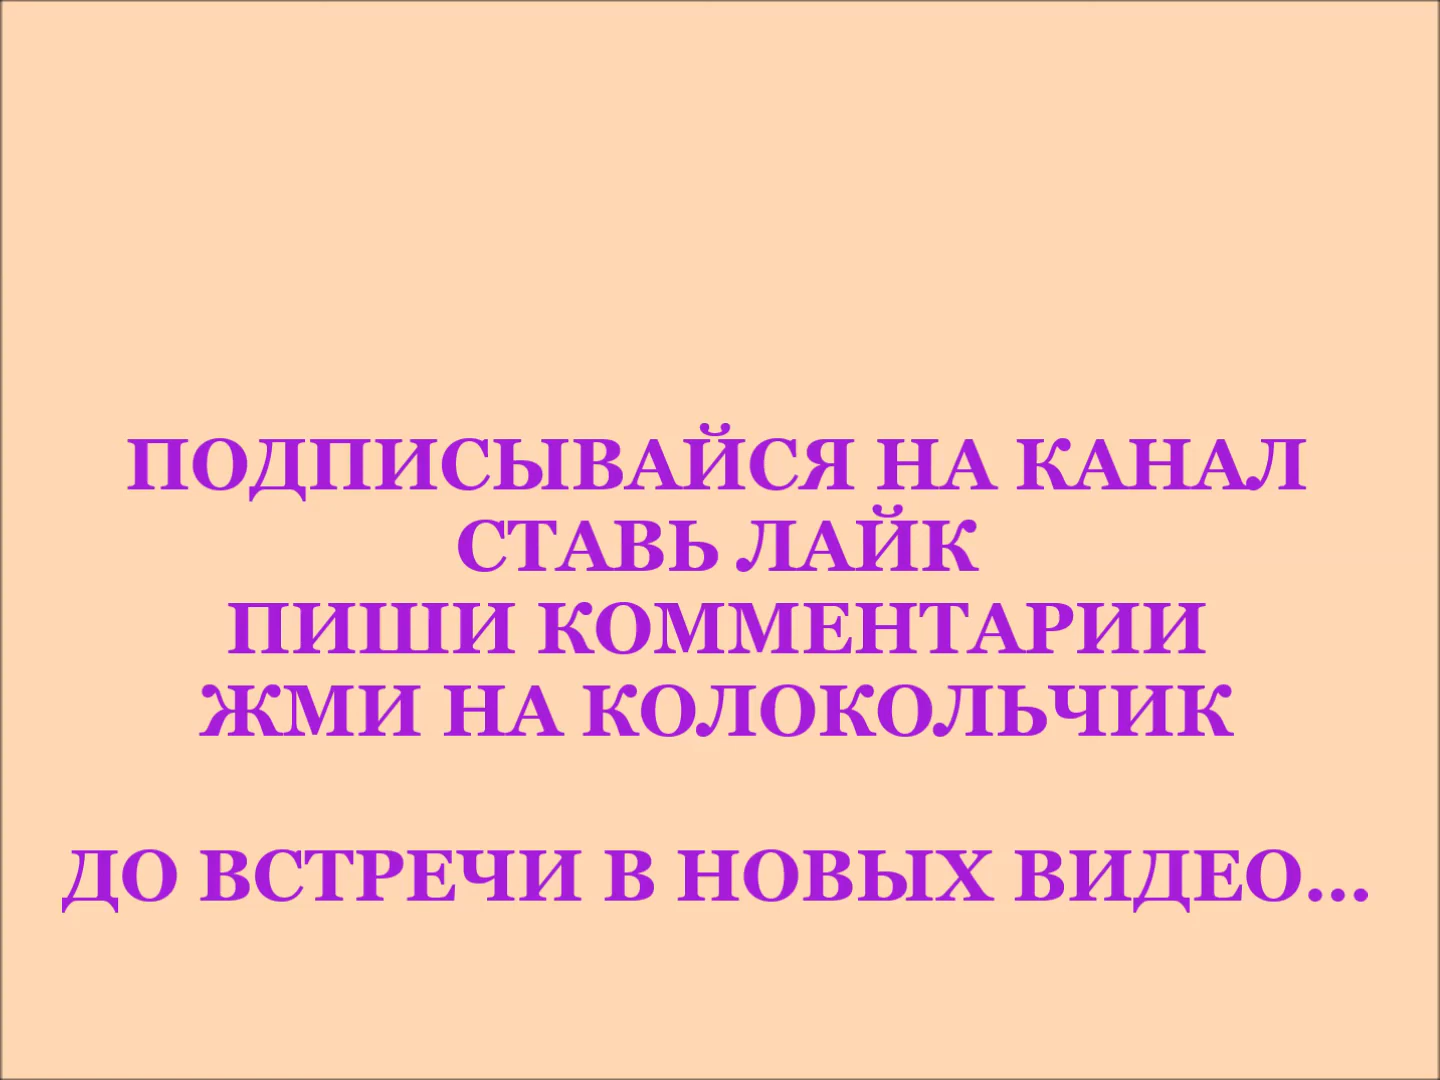 ПОДПИСЫВАЙСЯ НА КАНАЛ
СТАВЬ ЛАЙК
ПИШИ КОММЕНТАРИИ
ЖМИ НА КОЛОКОЛЬЧИК
ДО ВСТРЕЧИ В НОВЫХ ВИДЕО...